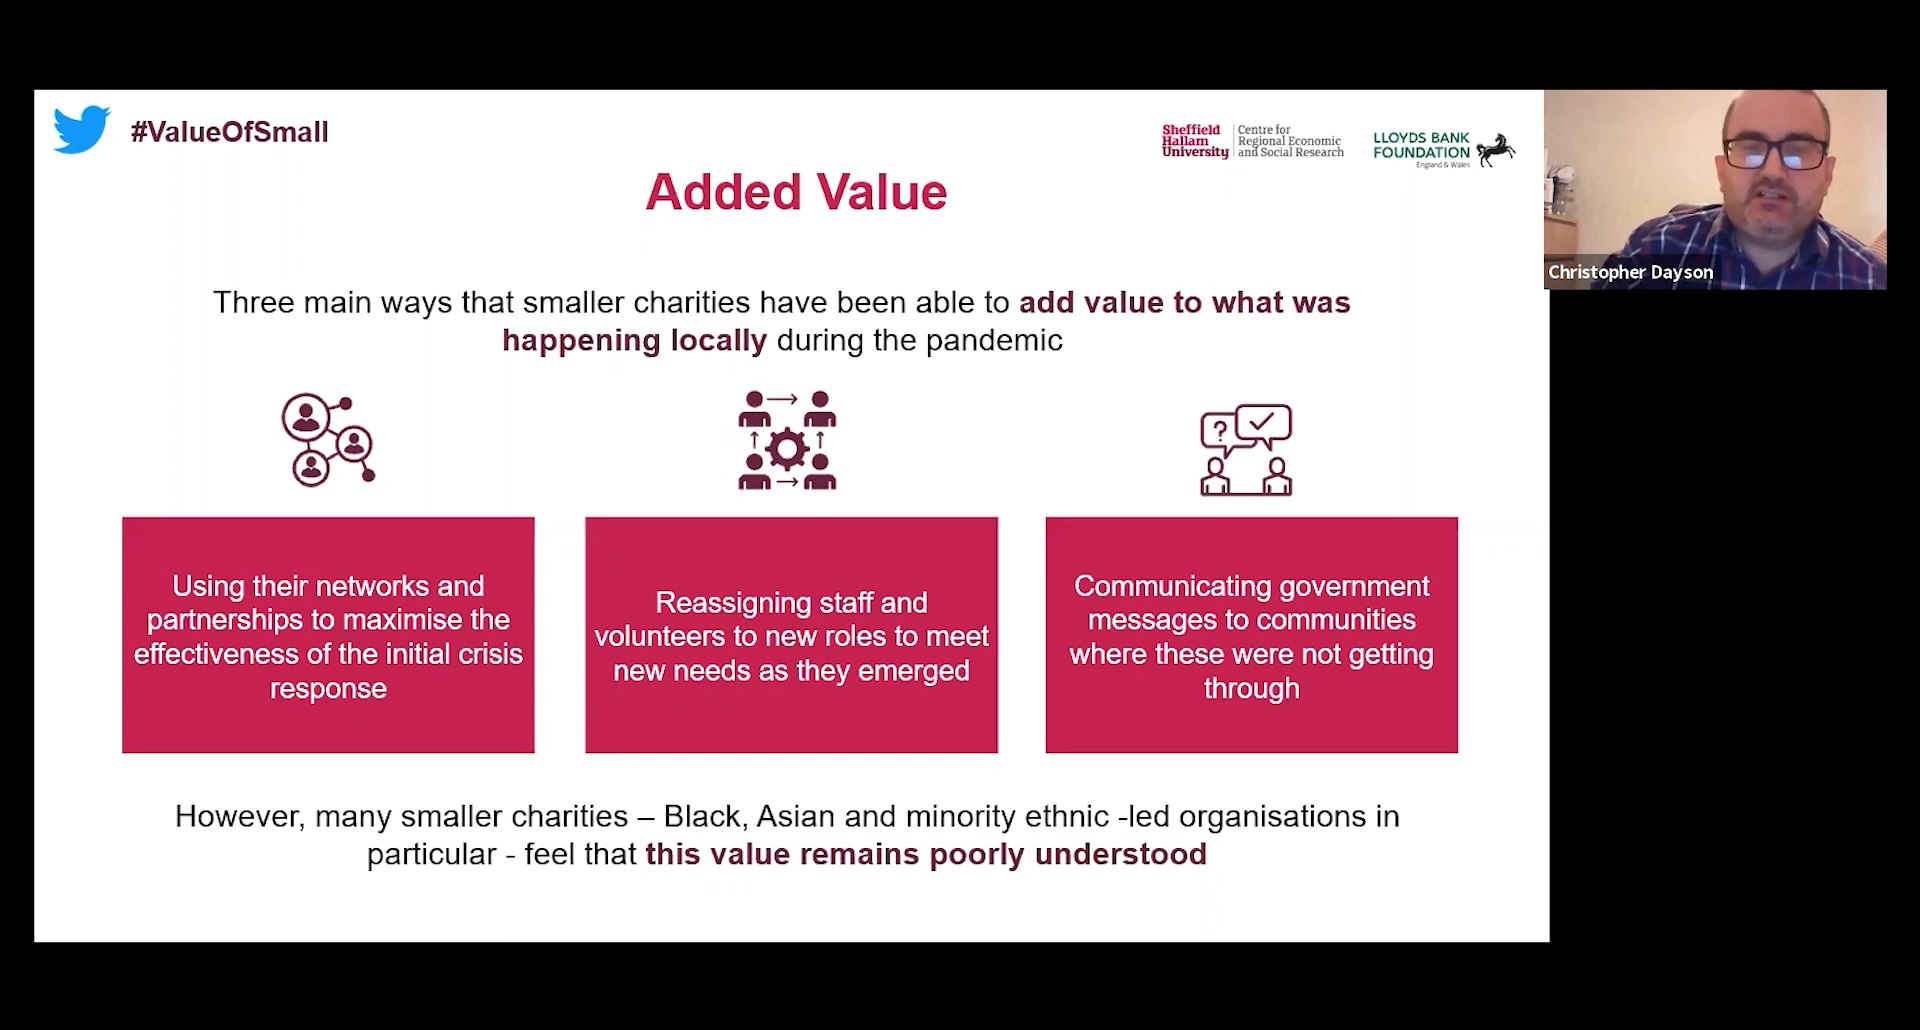 #ValueOfSmall
Sheffield
Hallam
University
Centre for
Regional Economic
and Social Research
LLOYDS BANK
FOUNDATION
England & Wales
Added Value
Christopher Dayson
Three main ways that smaller charities have been able to add value to what was
happening locally during the pandemic
?
Using their networks and
partnerships to maximise the
effectiveness of the initial crisis
response
Reassigning staff and
volunteers to new roles to meet
new needs as they emerged
Communicating government
messages to communities
where these were not getting
through
However, many smaller charities – Black, Asian and minority ethnic -led organisations in
particular - feel that this value remains poorly understood